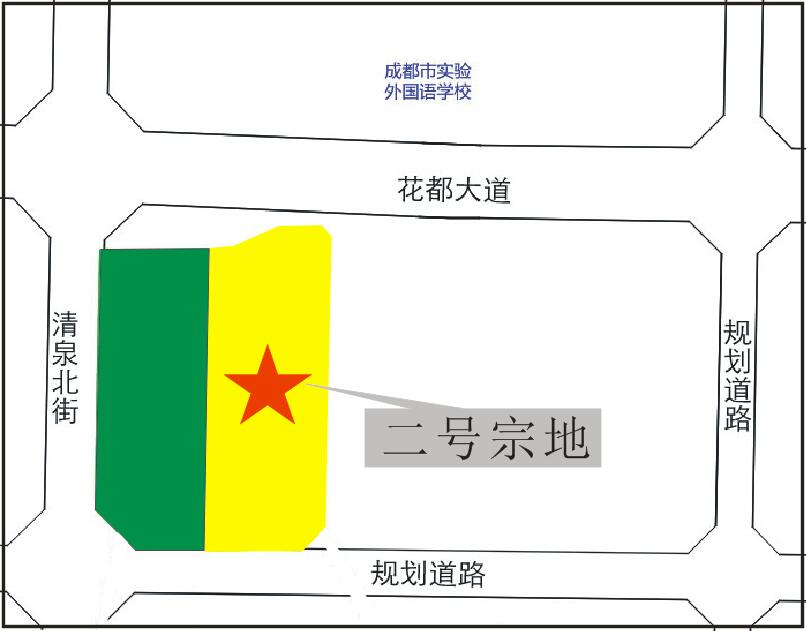 成都市实验
外国语学校
花都大道
清泉北街
规划道路
二号宗地
规划道路